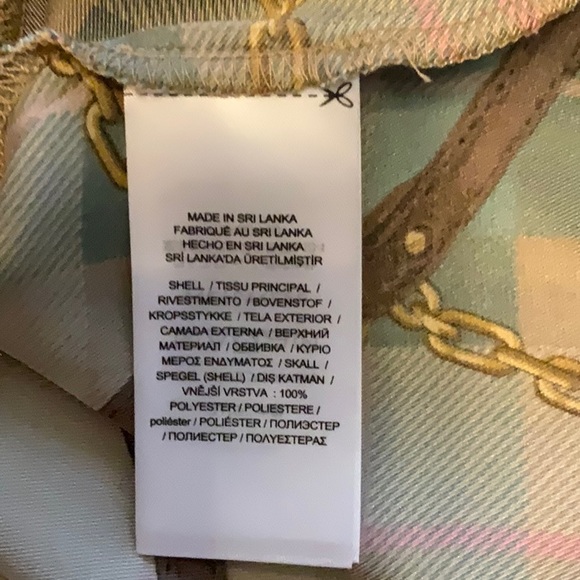 MADE IN SRI LANKA
FABRIQUÉ AU SRI LANKA
HECHO EN SRI LANKA
SRİ LANKA'DA ÜRETİLMİŞTİR
SHELL / TISSU PRINCIPAL /
RIVESTIMENTO / BOVENSTOF /
KROPSSTYKKE / TELA EXTERIOR /
CAMADA EXTERNA / ВЕРХНИЙ
МАТЕРИАЛ / ОБВИВКА / ΚΥΡΙΟ
ΜΕΡΟΣ ΕΝΔΥΜΑΤΟΣ / SKALL /
SPEGEL (SHELL) / DIŞ KATMAN /
VNĚJŠÍ VRSTVA : 100%
POLYESTER / POLIESTERE /
poliéster / POLIÉSTER / ПОЛИЭСТЕР
/ ПОЛИЕСТЕР / ΠΟΛΥΕΣΤΕΡΑΣ